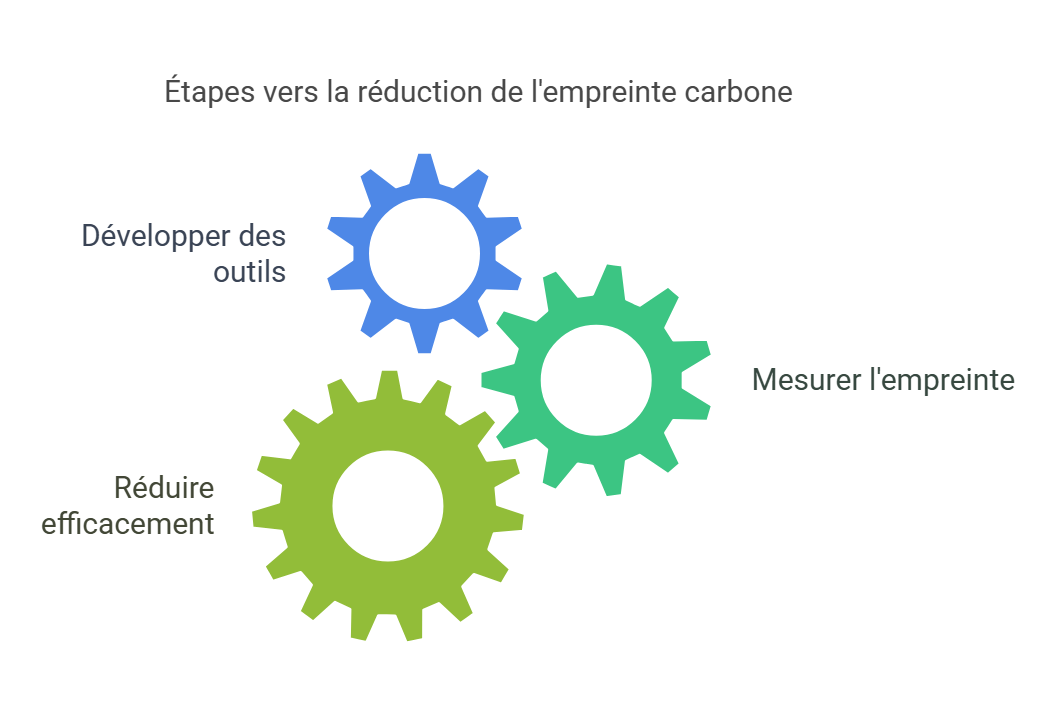 Étapes vers la réduction de l'empreinte carbone
Développer des
outils
Mesurer l'empreinte
Réduire
efficacement